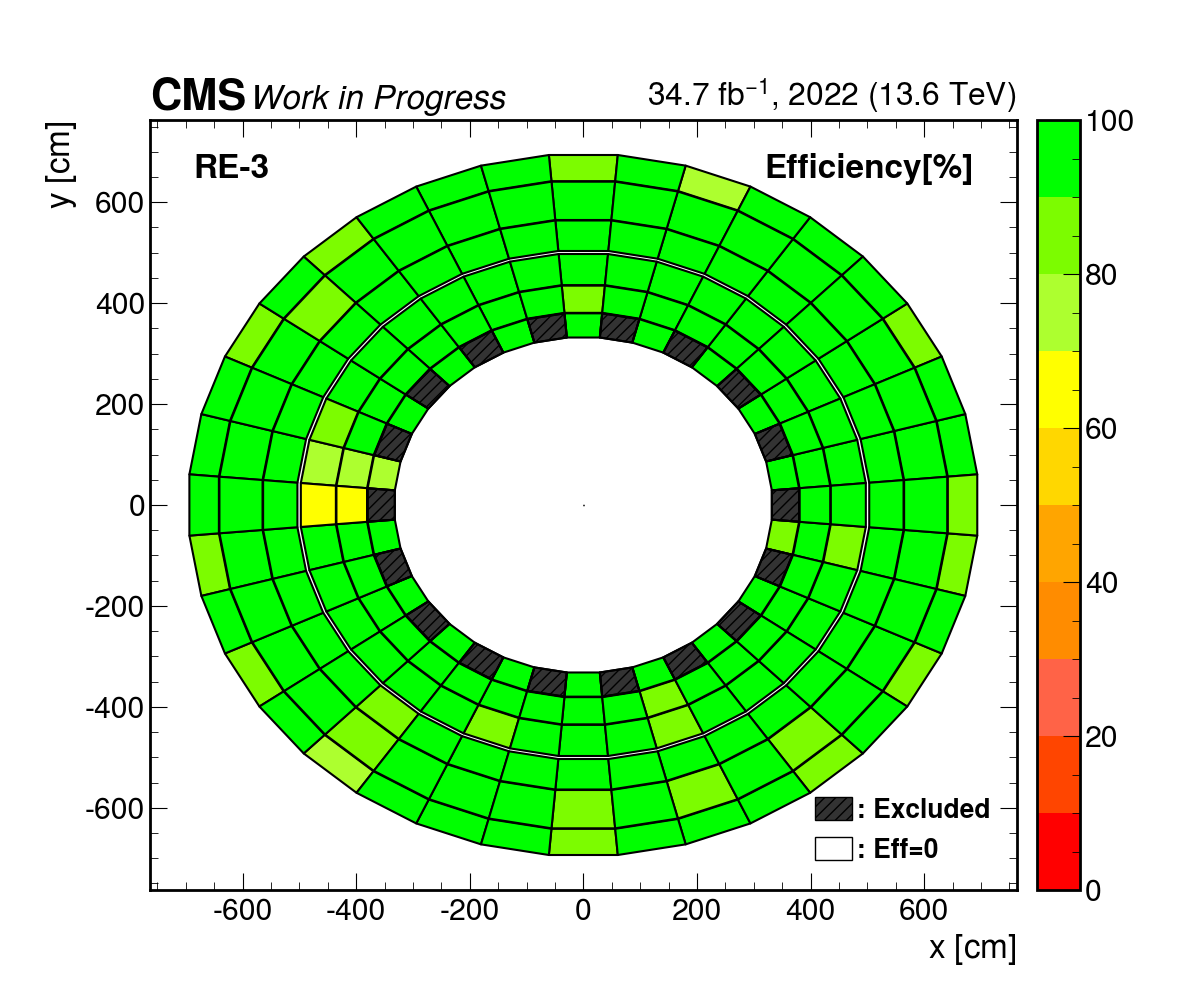 CMS Work in Progress 34.7 fb⁻¹, 2022 (13.6 TeV)
y [cm]
RE-3 Efficiency[%]
600
400
200
0
-200
-400
-600
-600 -400 -200 0 200 400 600
x [cm]
: Excluded
: Eff=0
100
80
60
40
20
0